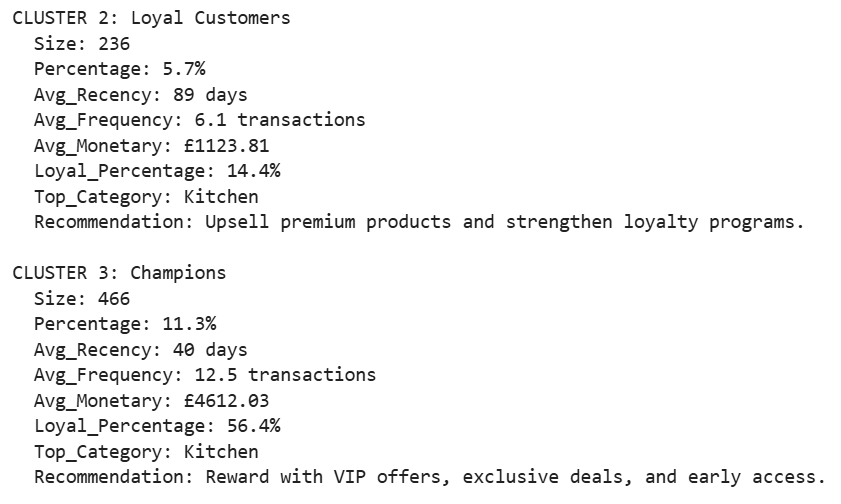 CLUSTER 2: Loyal Customers
Size: 236
Percentage: 5.7%
Avg_Recency: 89 days
Avg_Frequency: 6.1 transactions
Avg_Monetary: £1123.81
Loyal_Percentage: 14.4%
Top_Category: Kitchen
Recommendation: Upsell premium products and strengthen loyalty programs.
CLUSTER 3: Champions
Size: 466
Percentage: 11.3%
Avg_Recency: 40 days
Avg_Frequency: 12.5 transactions
Avg_Monetary: £4612.03
Loyal_Percentage: 56.4%
Top_Category: Kitchen
Recommendation: Reward with VIP offers, exclusive deals, and early access.